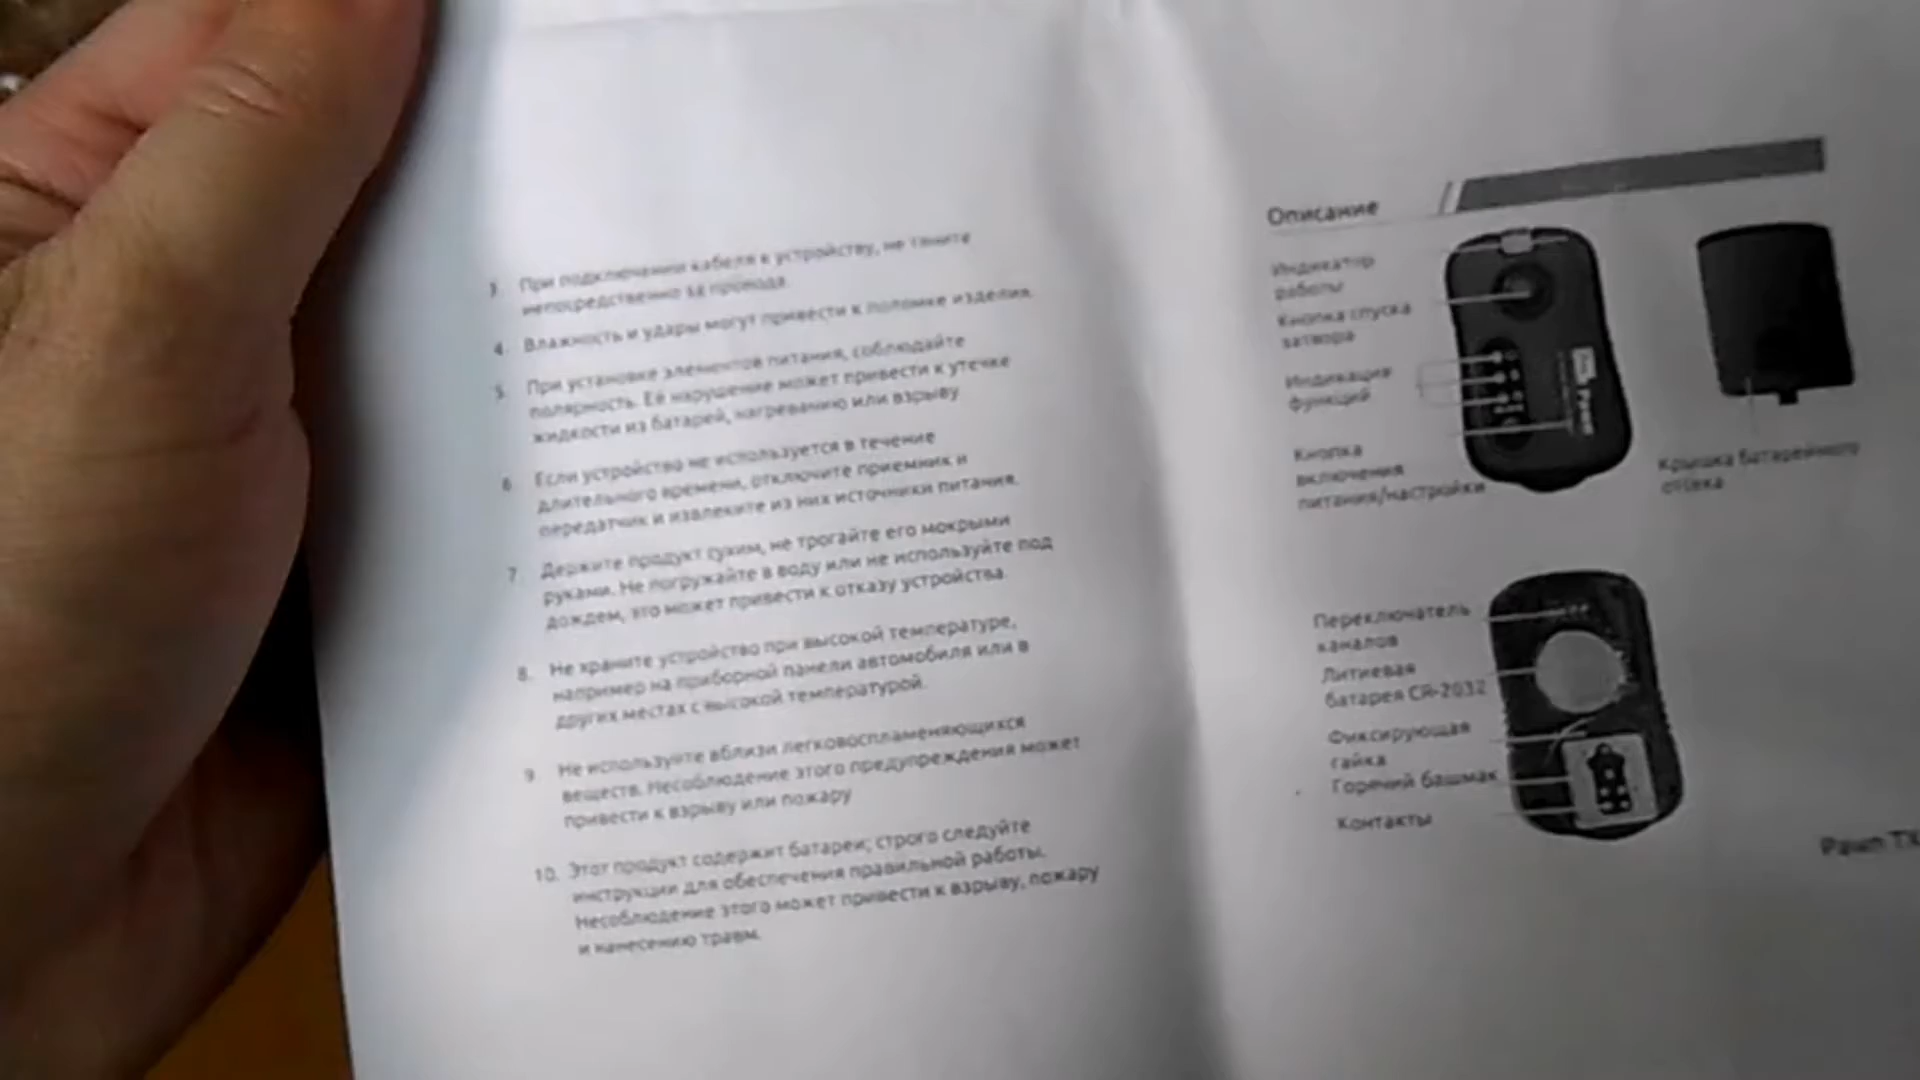 3. При подключении кабеля к устройству, не тяните
непосредственно за провода.
4. Влажность и удары могут привести к поломке изделия.
5. При установке элементов питания, соблюдайте
полярность. Её нарушение может привести к утечке
жидкости из батарей, нагреванию или взрыву
6. Если устройство не используется в течение
длительного времени, отключите приемник и
передатчик и извлеките из них источники питания.
7. Держите продукт сухим, не трогайте его мокрыми
руками. Не погружайте в воду или не используйте под
дождем, это может привести к отказу устройства.
8. Не храните устройство при высокой температуре,
например на приборной панели автомобиля или в
других местах с высокой температурой.
9. Не используйте вблизи легковоспламеняющихся
веществ. Несоблюдение этого предупреждения может
привести к взрыву или пожару
10. Этот продукт содержит батареи; строго следуйте
инструкции для обеспечения правильной работы.
Несоблюдение этого может привести к взрыву, пожару
и нанесению травм.
Описание
Индикатор
работы
Кнопка спуска
затвора
Индикация
функций
Кнопка
включения
питания/настройки
Крышка батарейного
отсека
Переключатель
каналов
Литиевая
батарея CR-2032
Фиксирующая
гайка
Горячий башмак
Контакты
Pawn TX